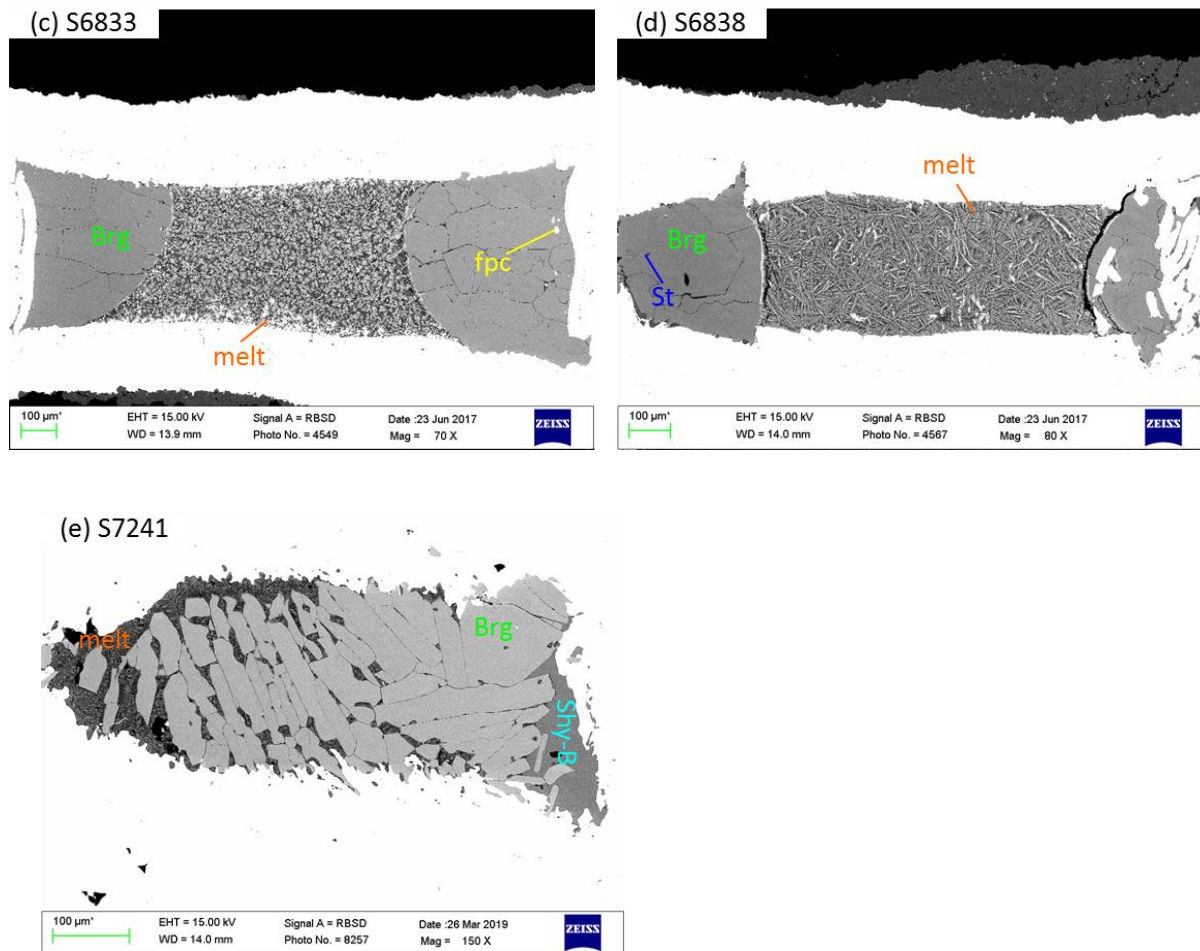 (c) S6833
Brg
fpc
melt
100 µm*
EHT = 15.00 kV
Signal A = RBSD
Date :23 Jun 2017
WD = 13.9 mm
Photo No. = 4549
Mag = 70 X
ZEISS
(d) S6838
melt
Brg
St
100 µm*
EHT = 15.00 kV
Signal A = RBSD
Date :23 Jun 2017
WD = 14.0 mm
Photo No. = 4567
Mag = 80 X
ZEISS
(e) S7241
melt
Brg
Shy-B
100 µm*
EHT = 15.00 kV
Signal A = RBSD
Date :26 Mar 2019
WD = 14.0 mm
Photo No. = 8257
Mag = 150 X
ZEISS